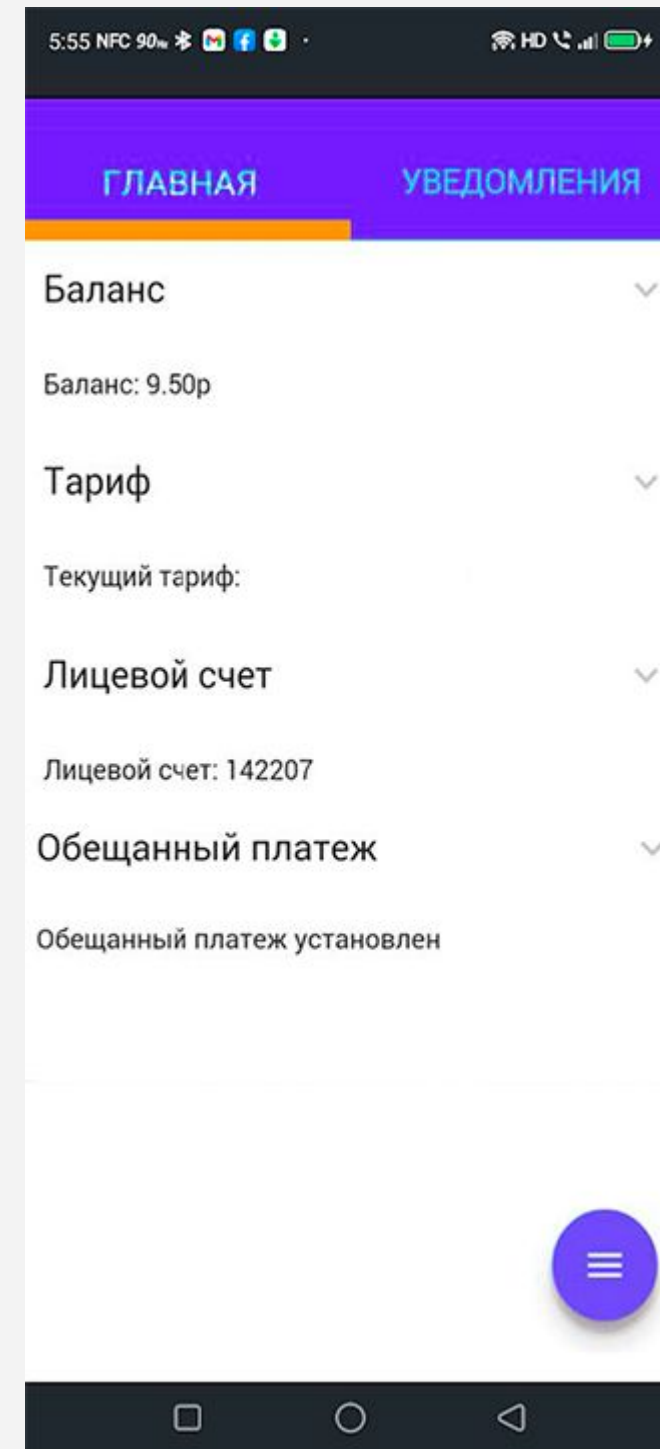 5:55 NFC 90Hz HD
ГЛАВНАЯ УВЕДОМЛЕНИЯ
Баланс
Баланс: 9.50р
Тариф
Текущий тариф:
Лицевой счет
Лицевой счет: 142207
Обещанный платеж
Обещанный платеж установлен